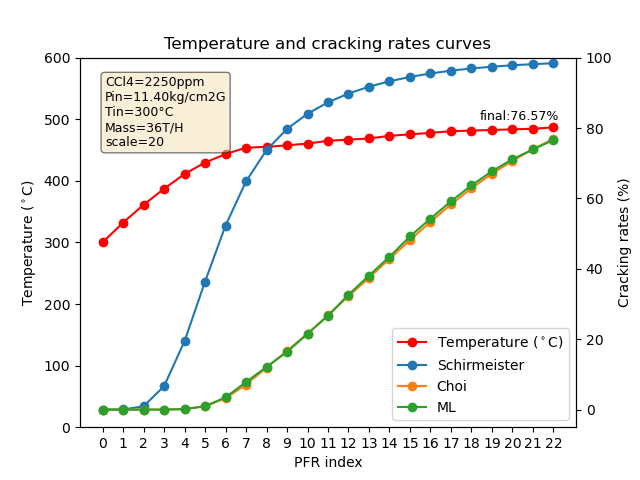 Temperature and cracking rates curves
CCl4=2250ppm
Pin=11.40kg/cm2G
Tin=300°C
Mass=36T/H
scale=20
final:76.57%
600
500
400
300
200
100
0
Temperature (°C)
100
80
60
40
20
0
Cracking rates (%)
Temperature (°C)
Schirmeister
Choi
ML
0 1 2 3 4 5 6 7 8 9 10 11 12 13 14 15 16 17 18 19 20 21 22
PFR index